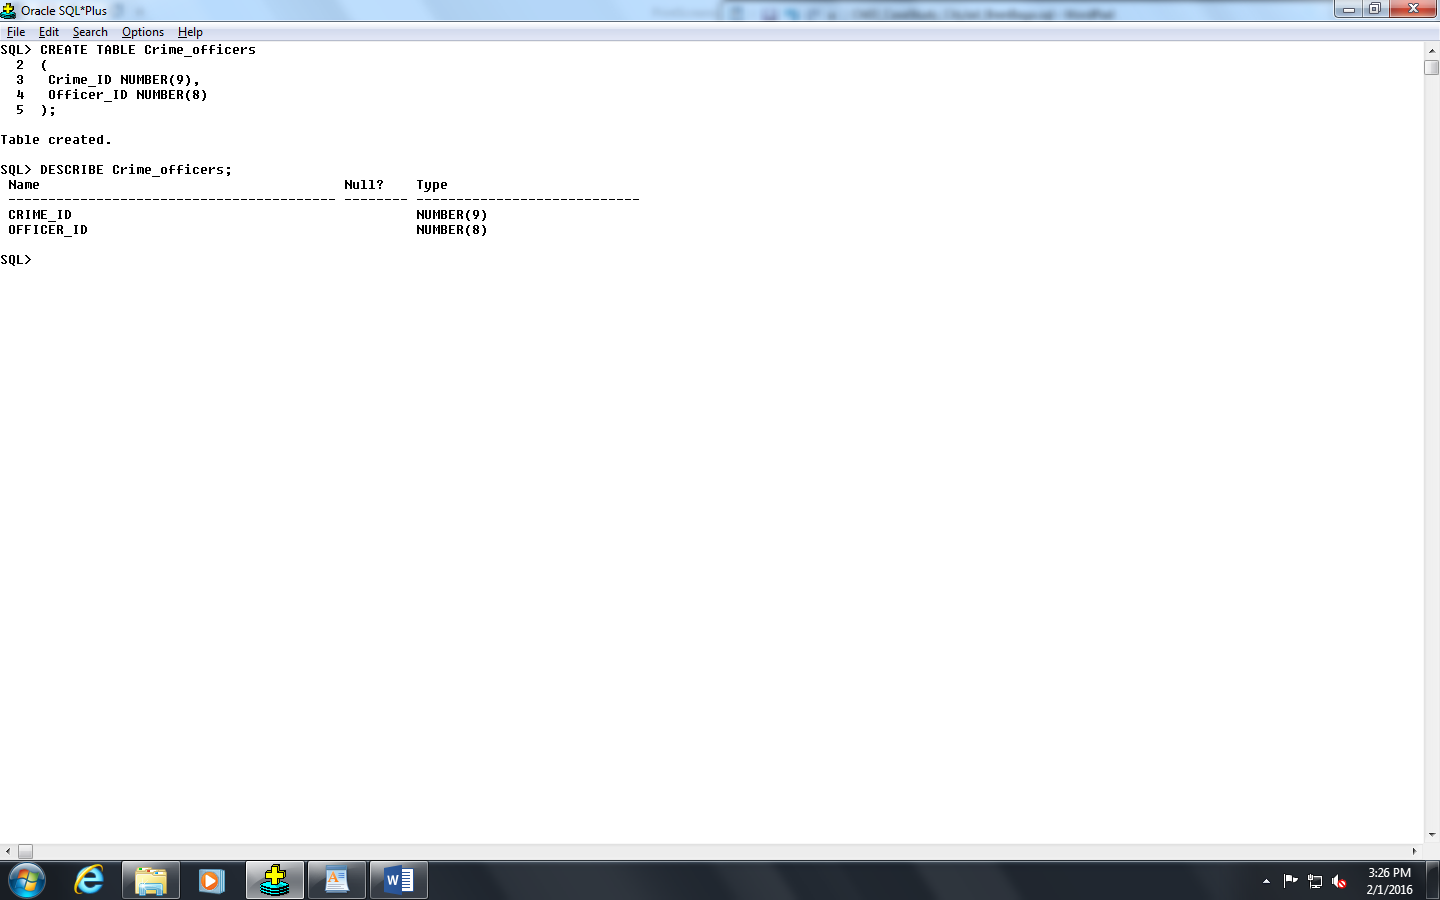 Oracle SQL*Plus
File Edit Search Options Help
SQL> CREATE TABLE Crime_officers
  2  (
  3   Crime_ID NUMBER(9),
  4   Officer_ID NUMBER(8)
  5  );
Table created.
SQL> DESCRIBE Crime_officers;
 Name                                      Null?    Type
 ----------------------------------------- -------- ----------------------------
 CRIME_ID                                           NUMBER(9)
 OFFICER_ID                                         NUMBER(8)
SQL>
3:26 PM
2/1/2016